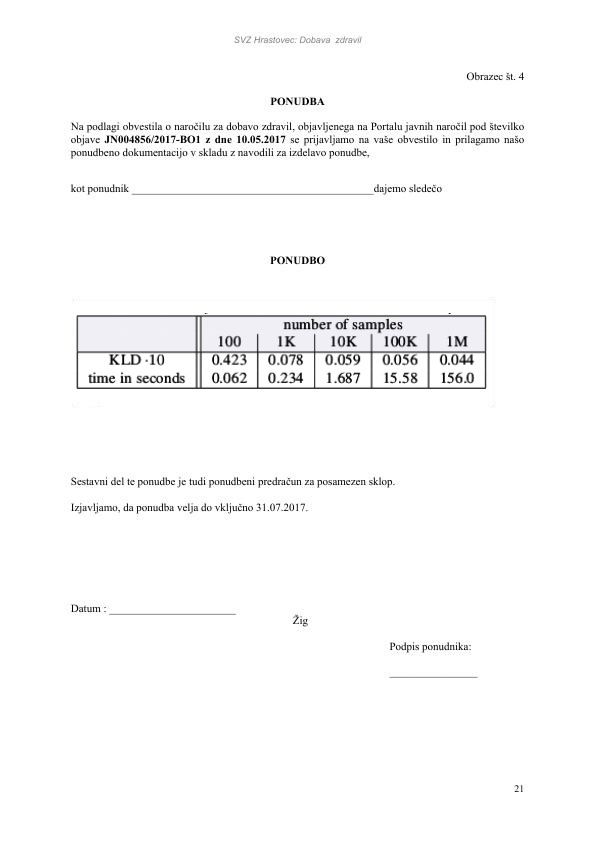 SVZ Hrastovec: Dobava zdravil
Obrazec št. 4
PONUDBA
Na podlagi obvestila o naročilu za dobavo zdravil, objavljenega na Portalu javnih naročil pod številko
objave JN004856/2017-BO1 z dne 10.05.2017 se prijavljamo na vaše obvestilo in prilagamo našo
ponudbeno dokumentacijo v skladu z navodili za izdelavo ponudbe,
kot ponudnik ____________________________________________dajemo sledečo
PONUDBO
number of samples
100 1K 10K 100K 1M
KLD ·10 0.423 0.078 0.059 0.056 0.044
time in seconds 0.062 0.234 1.687 15.58 156.0
Sestavni del te ponudbe je tudi ponudbeni predračun za posamezen sklop.
Izjavljamo, da ponudba velja do vključno 31.07.2017.
Datum : _______________________
Žig
Podpis ponudnika:
________________
21